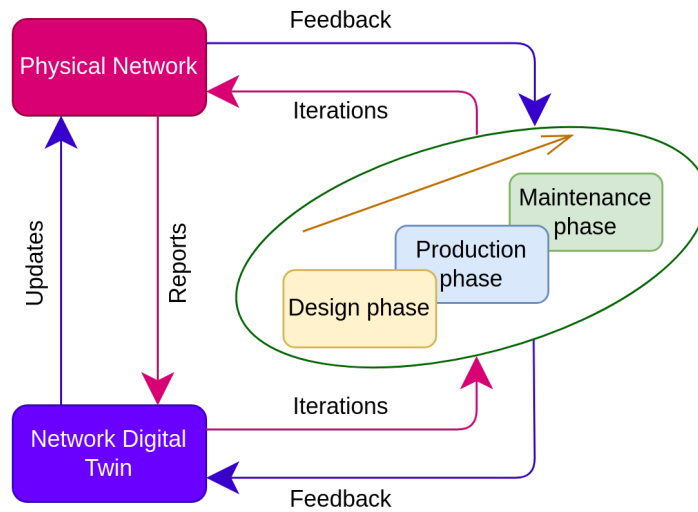 Feedback
Physical Network
Iterations
Maintenance
phase
Production
phase
Design phase
Updates
Reports
Iterations
Network Digital
Twin
Feedback